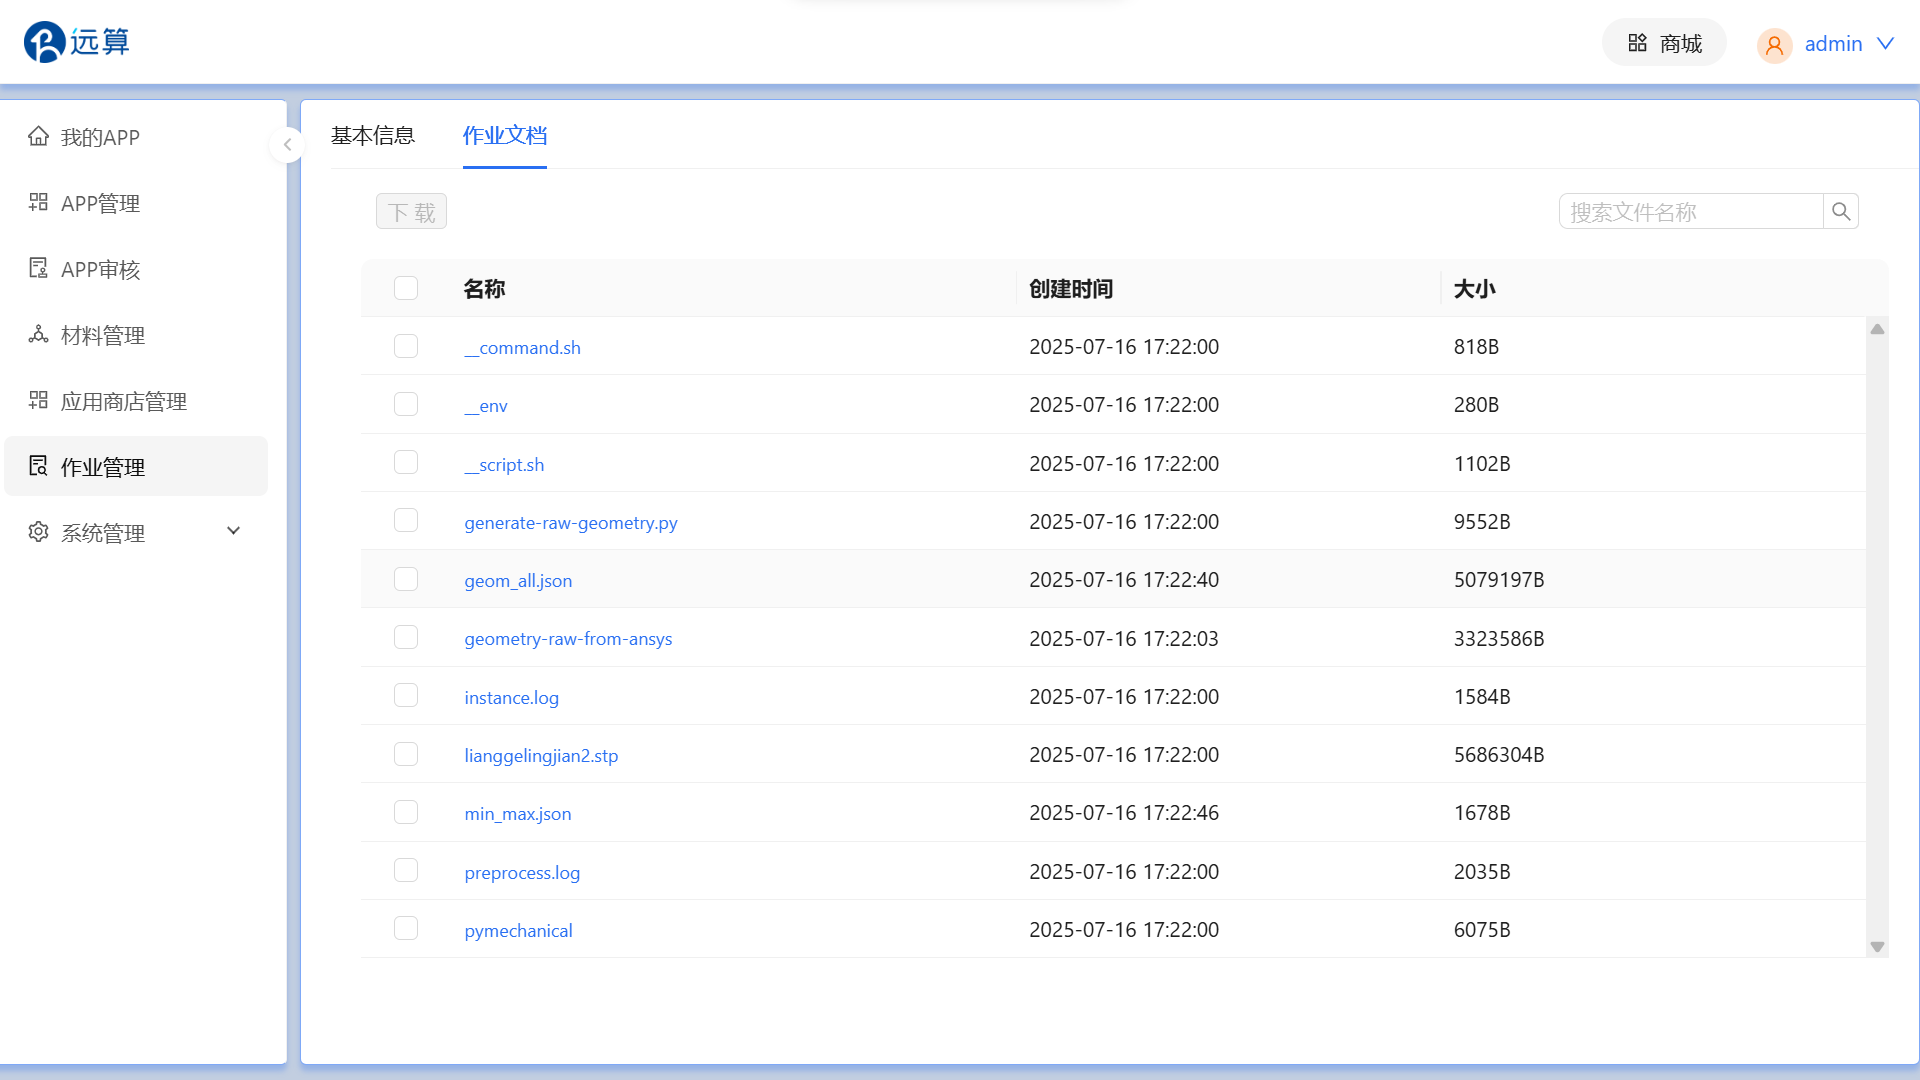 远算
商城
admin
我的APP
APP管理
APP审核
材料管理
应用商店管理
作业管理
系统管理
基本信息 作业文档
下载
搜索文件名称
名称 创建时间 大小
__command.sh 2025-07-16 17:22:00 818B
__env 2025-07-16 17:22:00 280B
__script.sh 2025-07-16 17:22:00 1102B
generate-raw-geometry.py 2025-07-16 17:22:00 9552B
geom_all.json 2025-07-16 17:22:40 5079197B
geometry-raw-from-ansys 2025-07-16 17:22:03 3323586B
instance.log 2025-07-16 17:22:00 1584B
lianggelingjian2.stp 2025-07-16 17:22:00 5686304B
min_max.json 2025-07-16 17:22:46 1678B
preprocess.log 2025-07-16 17:22:00 2035B
pymechanical 2025-07-16 17:22:00 6075B